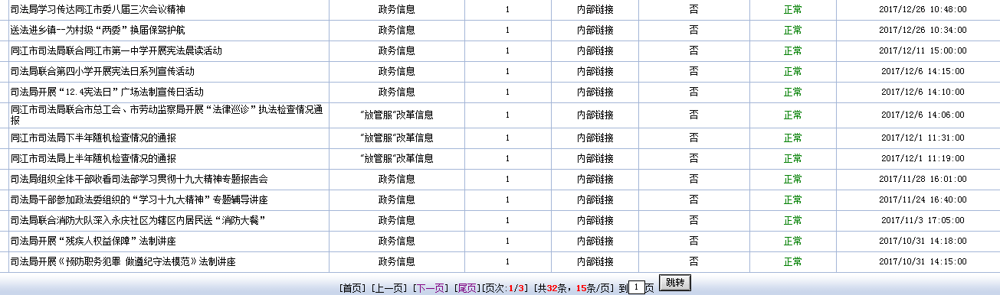 司法局学习传达同江市委八届三次会议精神 政务信息 1 内部链接 否 正常 2017/12/26 10:48:00
送法进乡镇--为村级“两委”换届保驾护航 政务信息 1 内部链接 否 正常 2017/12/26 10:34:00
同江市司法局联合同江市第一中学开展宪法晨读活动 政务信息 1 内部链接 否 正常 2017/12/11 15:00:00
司法局联合第四小学开展宪法日系列宣传活动 政务信息 1 内部链接 否 正常 2017/12/6 14:15:00
司法局开展“12.4宪法日”广场法制宣传日活动 政务信息 1 内部链接 否 正常 2017/12/6 14:10:00
同江市司法局联合市总工会、市劳动监察局开展“法律巡诊”执法检查情况通
报 “放管服”改革信息 1 内部链接 否 正常 2017/12/6 14:06:00
同江市司法局下半年随机检查情况的通报 “放管服”改革信息 1 内部链接 否 正常 2017/12/1 11:31:00
同江市司法局上半年随机检查情况的通报 “放管服”改革信息 1 内部链接 否 正常 2017/12/1 11:19:00
司法局组织全体干部收看司法部学习贯彻十九大精神专题报告会 政务信息 1 内部链接 否 正常 2017/11/28 16:01:00
司法局干部参加政法委组织的“学习十九大精神”专题辅导讲座 政务信息 1 内部链接 否 正常 2017/11/24 16:40:00
司法局联合消防大队深入永庆社区为辖区内居民送“消防大餐” 政务信息 1 内部链接 否 正常 2017/11/3 17:05:00
司法局开展“残疾人权益保障”法制讲座 政务信息 1 内部链接 否 正常 2017/10/31 14:18:00
司法局开展《预防职务犯罪 做遵纪守法模范》法制讲座 政务信息 1 内部链接 否 正常 2017/10/31 14:15:00
[首页] [上一页] [下一页] [尾页][页次:1/3] [共32条，15条/页] 到1页 跳转